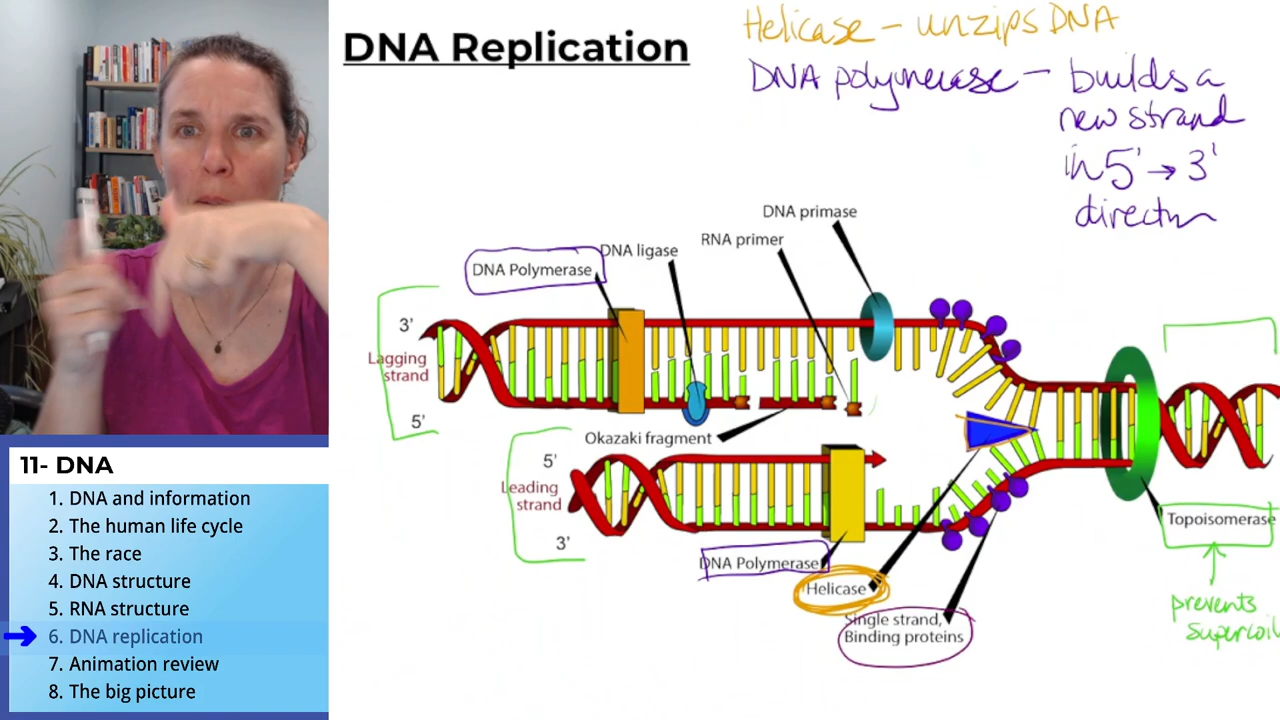 DNA Replication
Helicase - unzips DNA
DNA polymerase - builds a
new strand
in 5' → 3'
direction
DNA primase
RNA primer
DNA ligase
DNA Polymerase
3'
Lagging
strand
5'
Okazaki fragment
5'
Leading
strand
3'
DNA Polymerase
Helicase
Single strand,
Binding proteins
Topoisomerase
prevents
supercoil
11- DNA
1. DNA and information
2. The human life cycle
3. The race
4. DNA structure
5. RNA structure
6. DNA replication
7. Animation review
8. The big picture